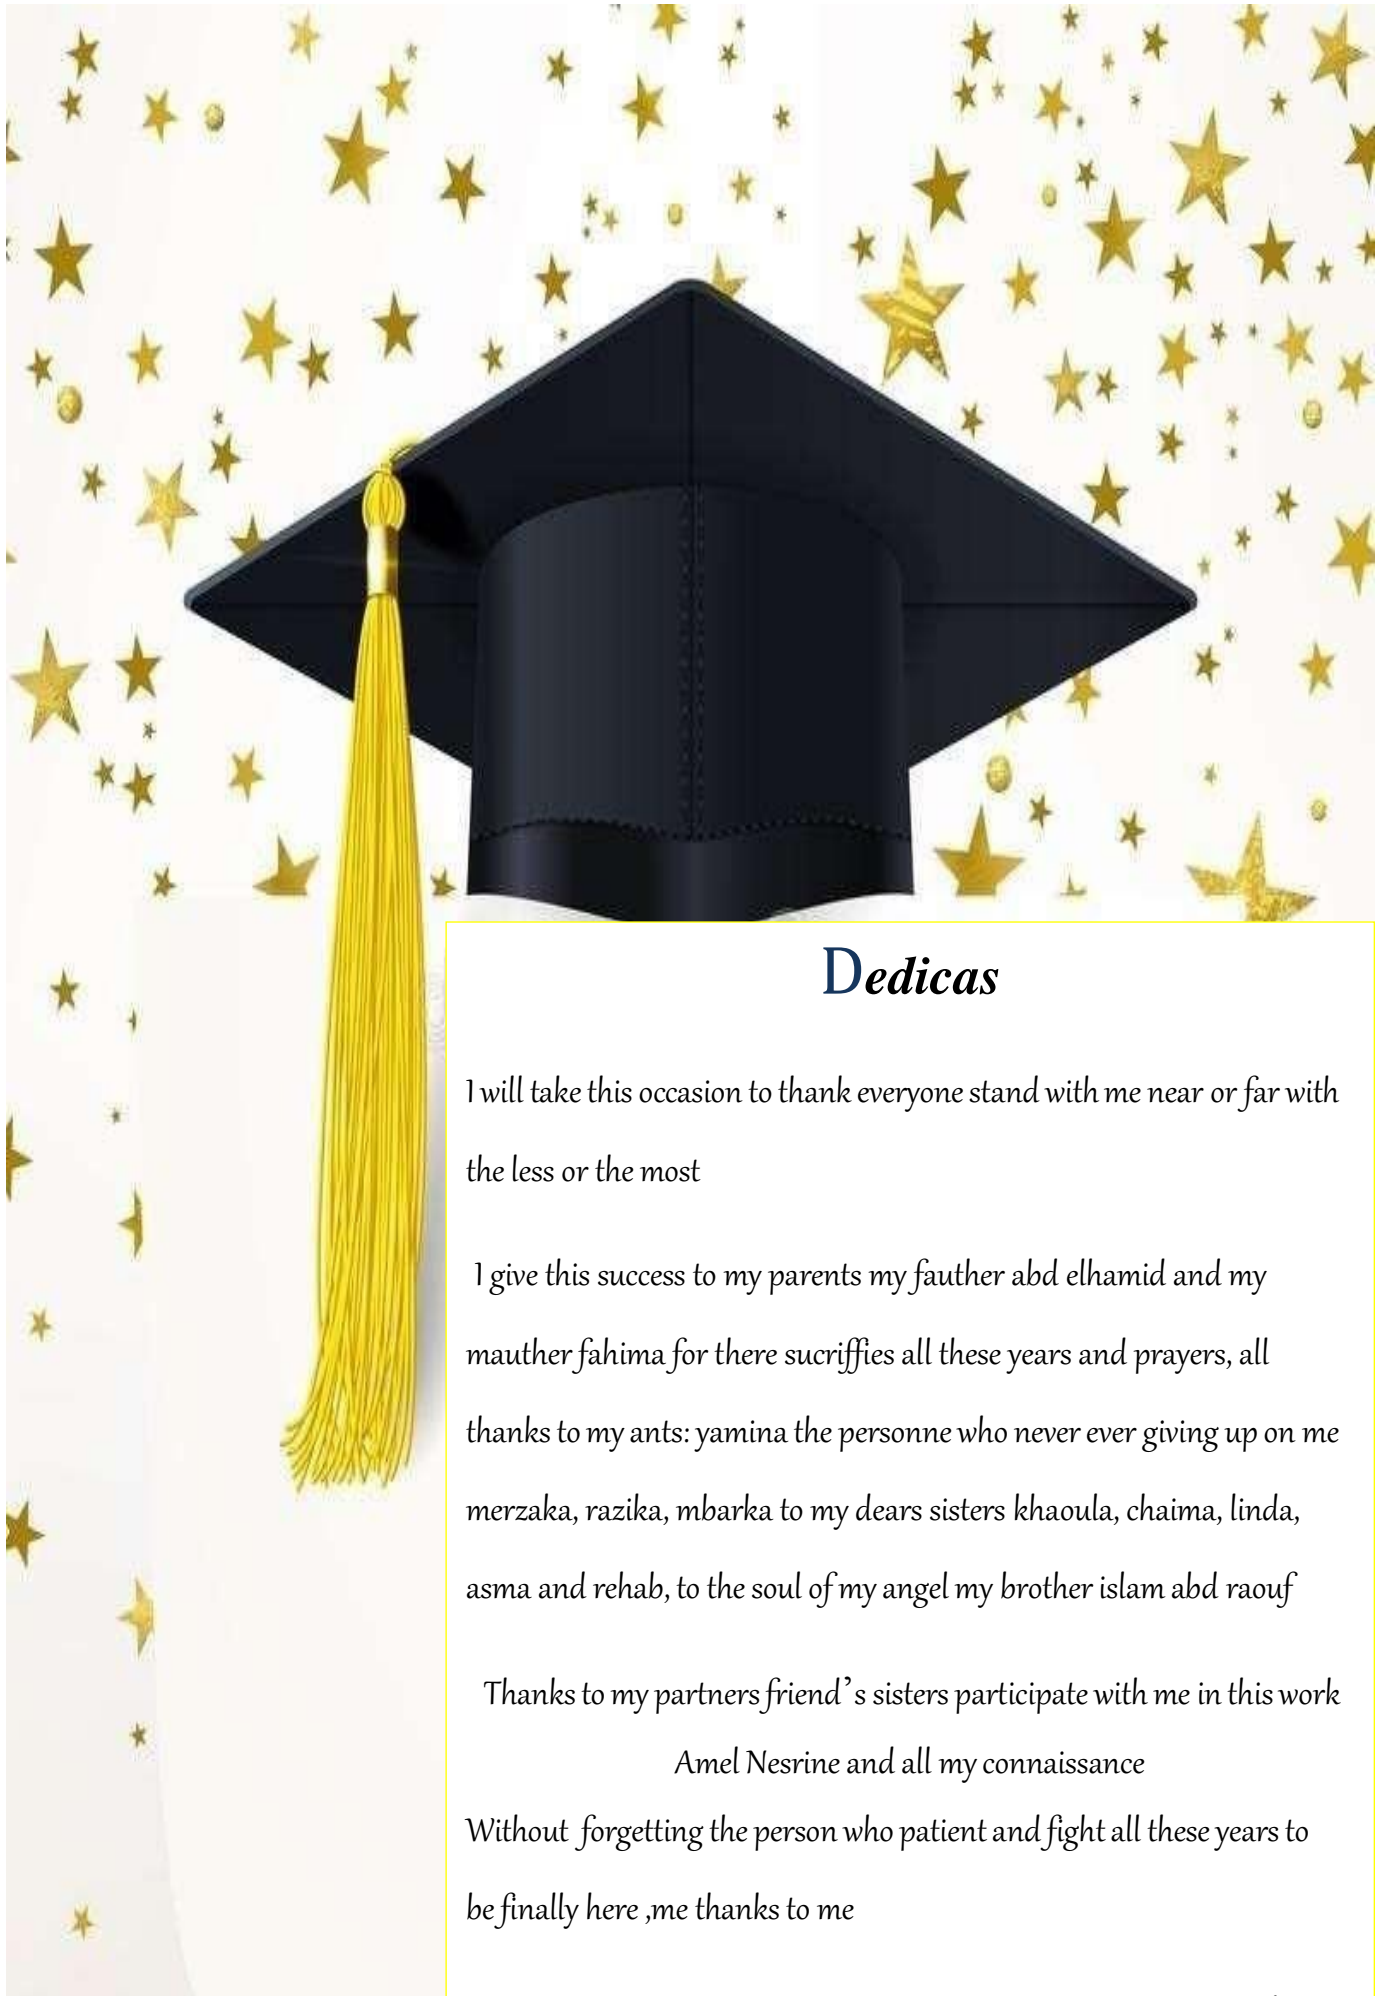 Dedicas
I will take this occasion to thank everyone stand with me near or far with
the less or the most
I give this success to my parents my fauther abd elhamid and my
mauther fahima for there sucriffies all these years and prayers, all
thanks to my ants: yamina the personne who never ever giving up on me
merzaka, razika, mbarka to my dears sisters khaoula, chaima, linda,
asma and rehab, to the soul of my angel my brother islam abd raouf
Thanks to my partners friend’s sisters participate with me in this work
Amel Nesrine and all my connaissance
Without forgetting the person who patient and fight all these years to
be finally here ,me thanks to me